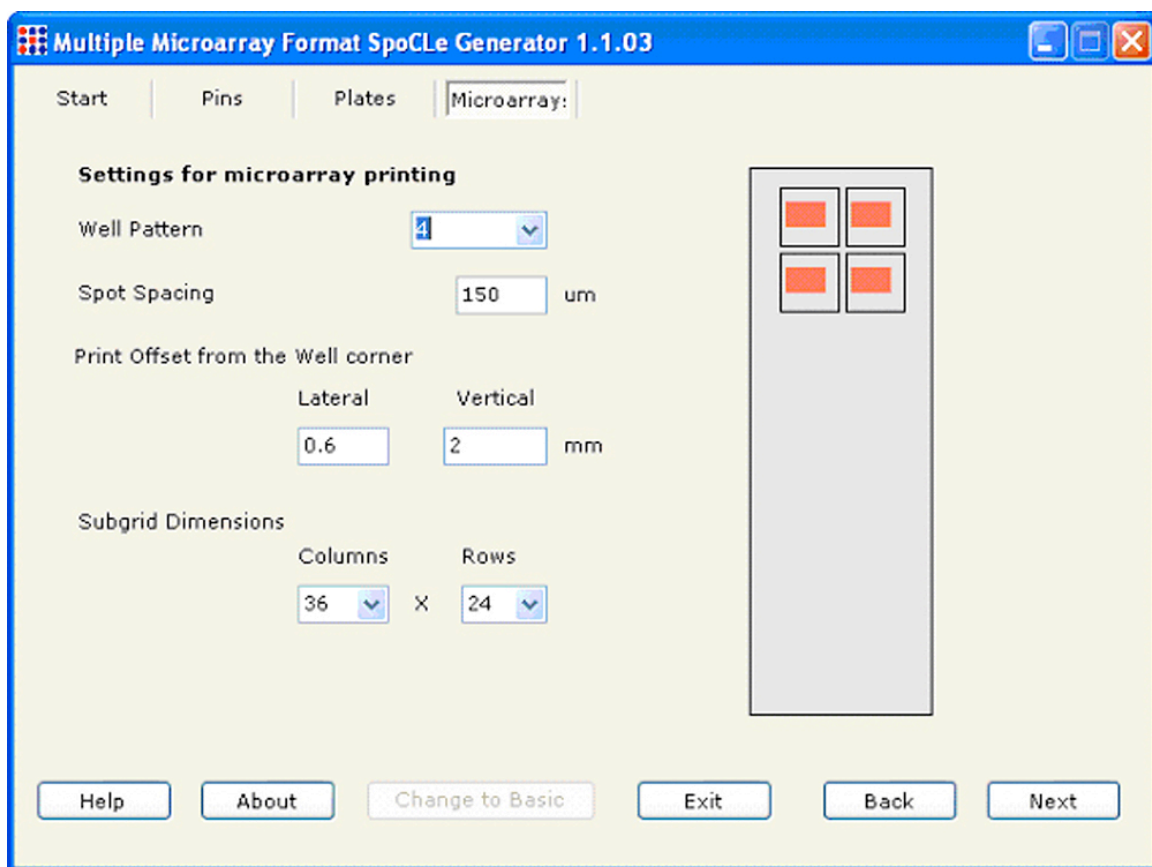 Multiple Microarray Format SpoCLe Generator 1.1.03
Start Pins Plates Microarray:
Settings for microarray printing
Well Pattern 4
Spot Spacing 150 um
Print Offset from the Well corner
Lateral Vertical
0.6 2 mm
Subgrid Dimensions
Columns Rows
36 X 24
Help About Change to Basic Exit Back Next